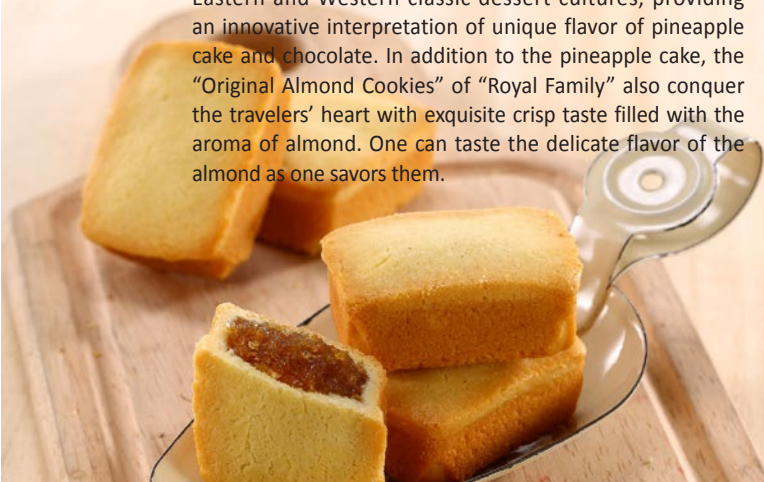 Eastern and Western classic dessert cultures, providing
an innovative interpretation of unique flavor of pineapple
cake and chocolate. In addition to the pineapple cake, the
“Original Almond Cookies” of “Royal Family” also conquer
the travelers’ heart with exquisite crisp taste filled with the
aroma of almond. One can taste the delicate flavor of the
almond as one savors them.